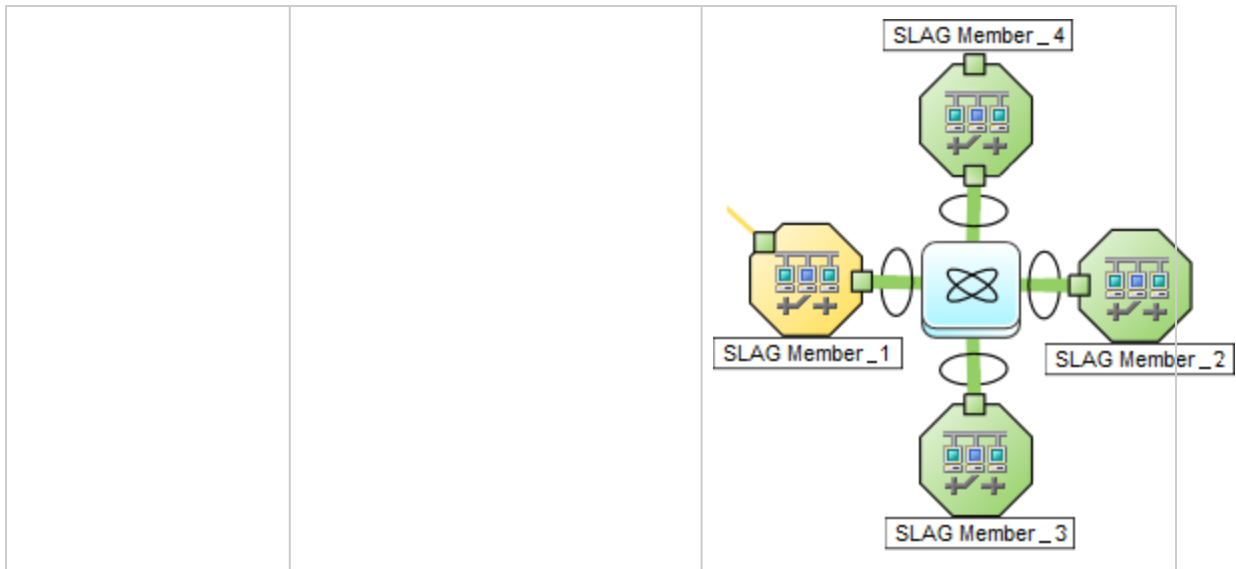 SLAG Member _ 4
SLAG Member _ 1
SLAG Member _ 2
SLAG Member _ 3